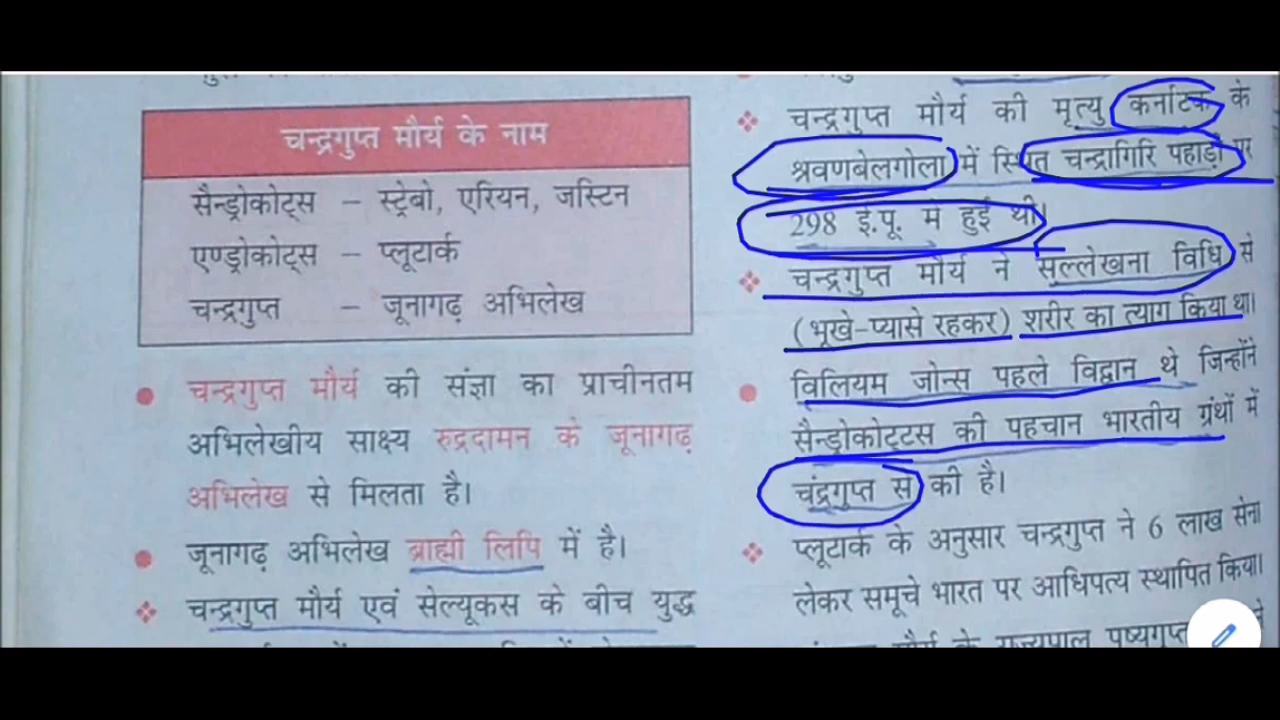 चन्द्रगुप्त मौर्य के नाम
सैन्ड्रोकोट्स – स्ट्रेबो, एरियन, जस्टिन
एण्ड्रोकोट्स – प्लूटार्क
चन्द्रगुप्त – जूनागढ़ अभिलेख
चन्द्रगुप्त मौर्य की संज्ञा का प्राचीनतम
अभिलेखीय साक्ष्य रुद्रदामन के जूनागढ़
अभिलेख से मिलता है।
जूनागढ़ अभिलेख ब्राह्मी लिपि में है।
चन्द्रगुप्त मौर्य एवं सेल्यूकस के बीच युद्ध
चन्द्रगुप्त मौर्य की मृत्यु कर्नाटक के
श्रवणबेलगोला में स्थित चन्द्रागिरि पहाड़ी पर
298 ई.पू. में हुई थी।
चन्द्रगुप्त मौर्य ने सल्लेखना विधि से
(भूखे-प्यासे रहकर) शरीर का त्याग किया था।
विलियम जोन्स पहले विद्वान थे जिन्होंने
सैन्ड्रोकोट्टस की पहचान भारतीय ग्रंथों में
चंद्रगुप्त से की है।
प्लूटार्क के अनुसार चन्द्रगुप्त ने 6 लाख सेना
लेकर समूचे भारत पर आधिपत्य स्थापित किया।
मौर्य के राज्यपाल पुष्यगुप्त